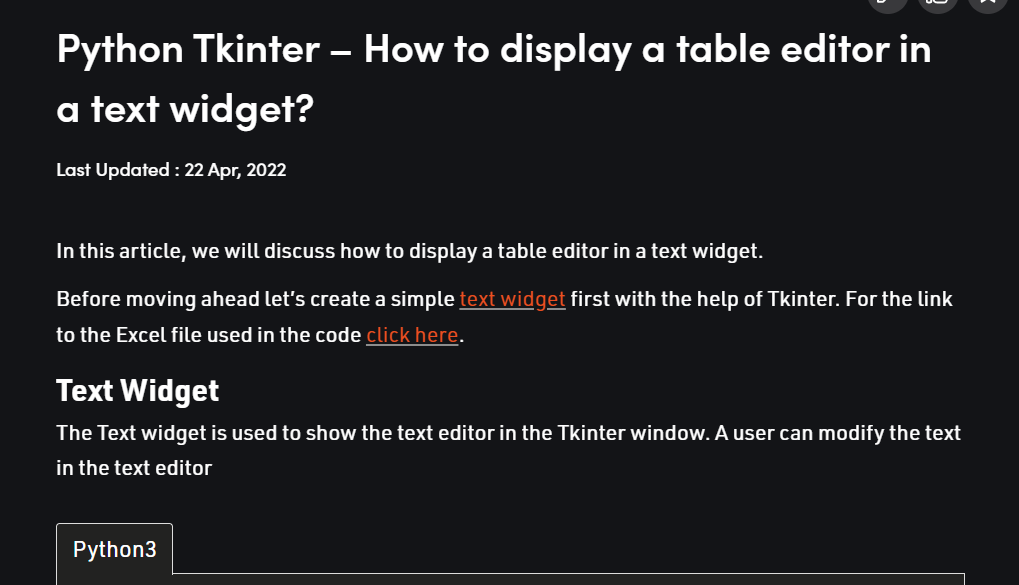 Python Tkinter – How to display a table editor in
a text widget?
Last Updated : 22 Apr, 2022
In this article, we will discuss how to display a table editor in a text widget.
Before moving ahead let’s create a simple text widget first with the help of Tkinter. For the link
to the Excel file used in the code click here.
Text Widget
The Text widget is used to show the text editor in the Tkinter window. A user can modify the text
in the text editor
Python3